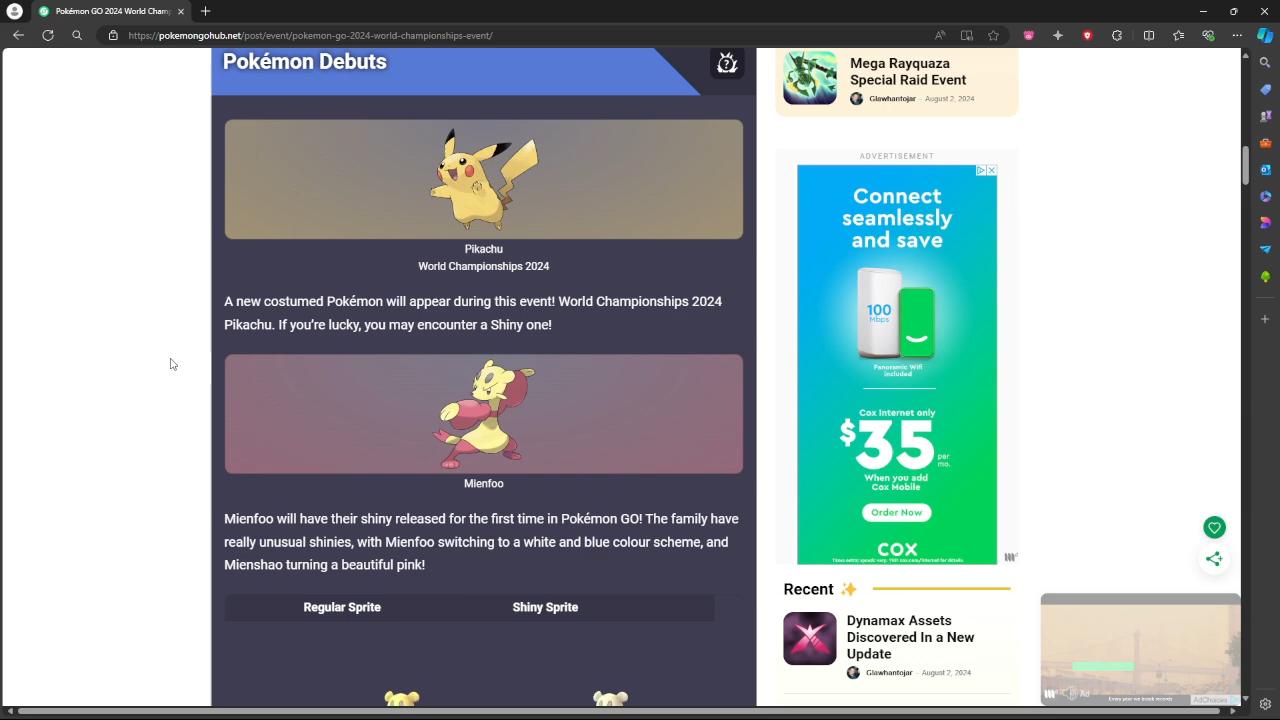 Pokémon GO 2024 World Cham
https://pokemongohub.net/post/event/pokemon-go-2024-world-championships-event/
Pokémon Debuts
Pikachu
World Championships 2024
A new costumed Pokémon will appear during this event! World Championships 2024
Pikachu. If you're lucky, you may encounter a Shiny one!
Mienfoo
Mienfoo will have their shiny released for the first time in Pokémon GO! The family have
really unusual shinies, with Mienfoo switching to a white and blue colour scheme, and
Mienshao turning a beautiful pink!
Regular Sprite
Shiny Sprite
Mega Rayquaza
Special Raid Event
Glawhantojar - August 2, 2024
ADVERTISEMENT
Connect
seamlessly
and save
100
Mbps
Panoramic Wifi
included
Cox Internet only
$35 per
mo.
When you add
Cox Mobile
Order Now
COX
Recent ✨
Dynamax Assets
Discovered In a New
Update
Glawhantojar - August 2, 2024
Ad
AdChoices